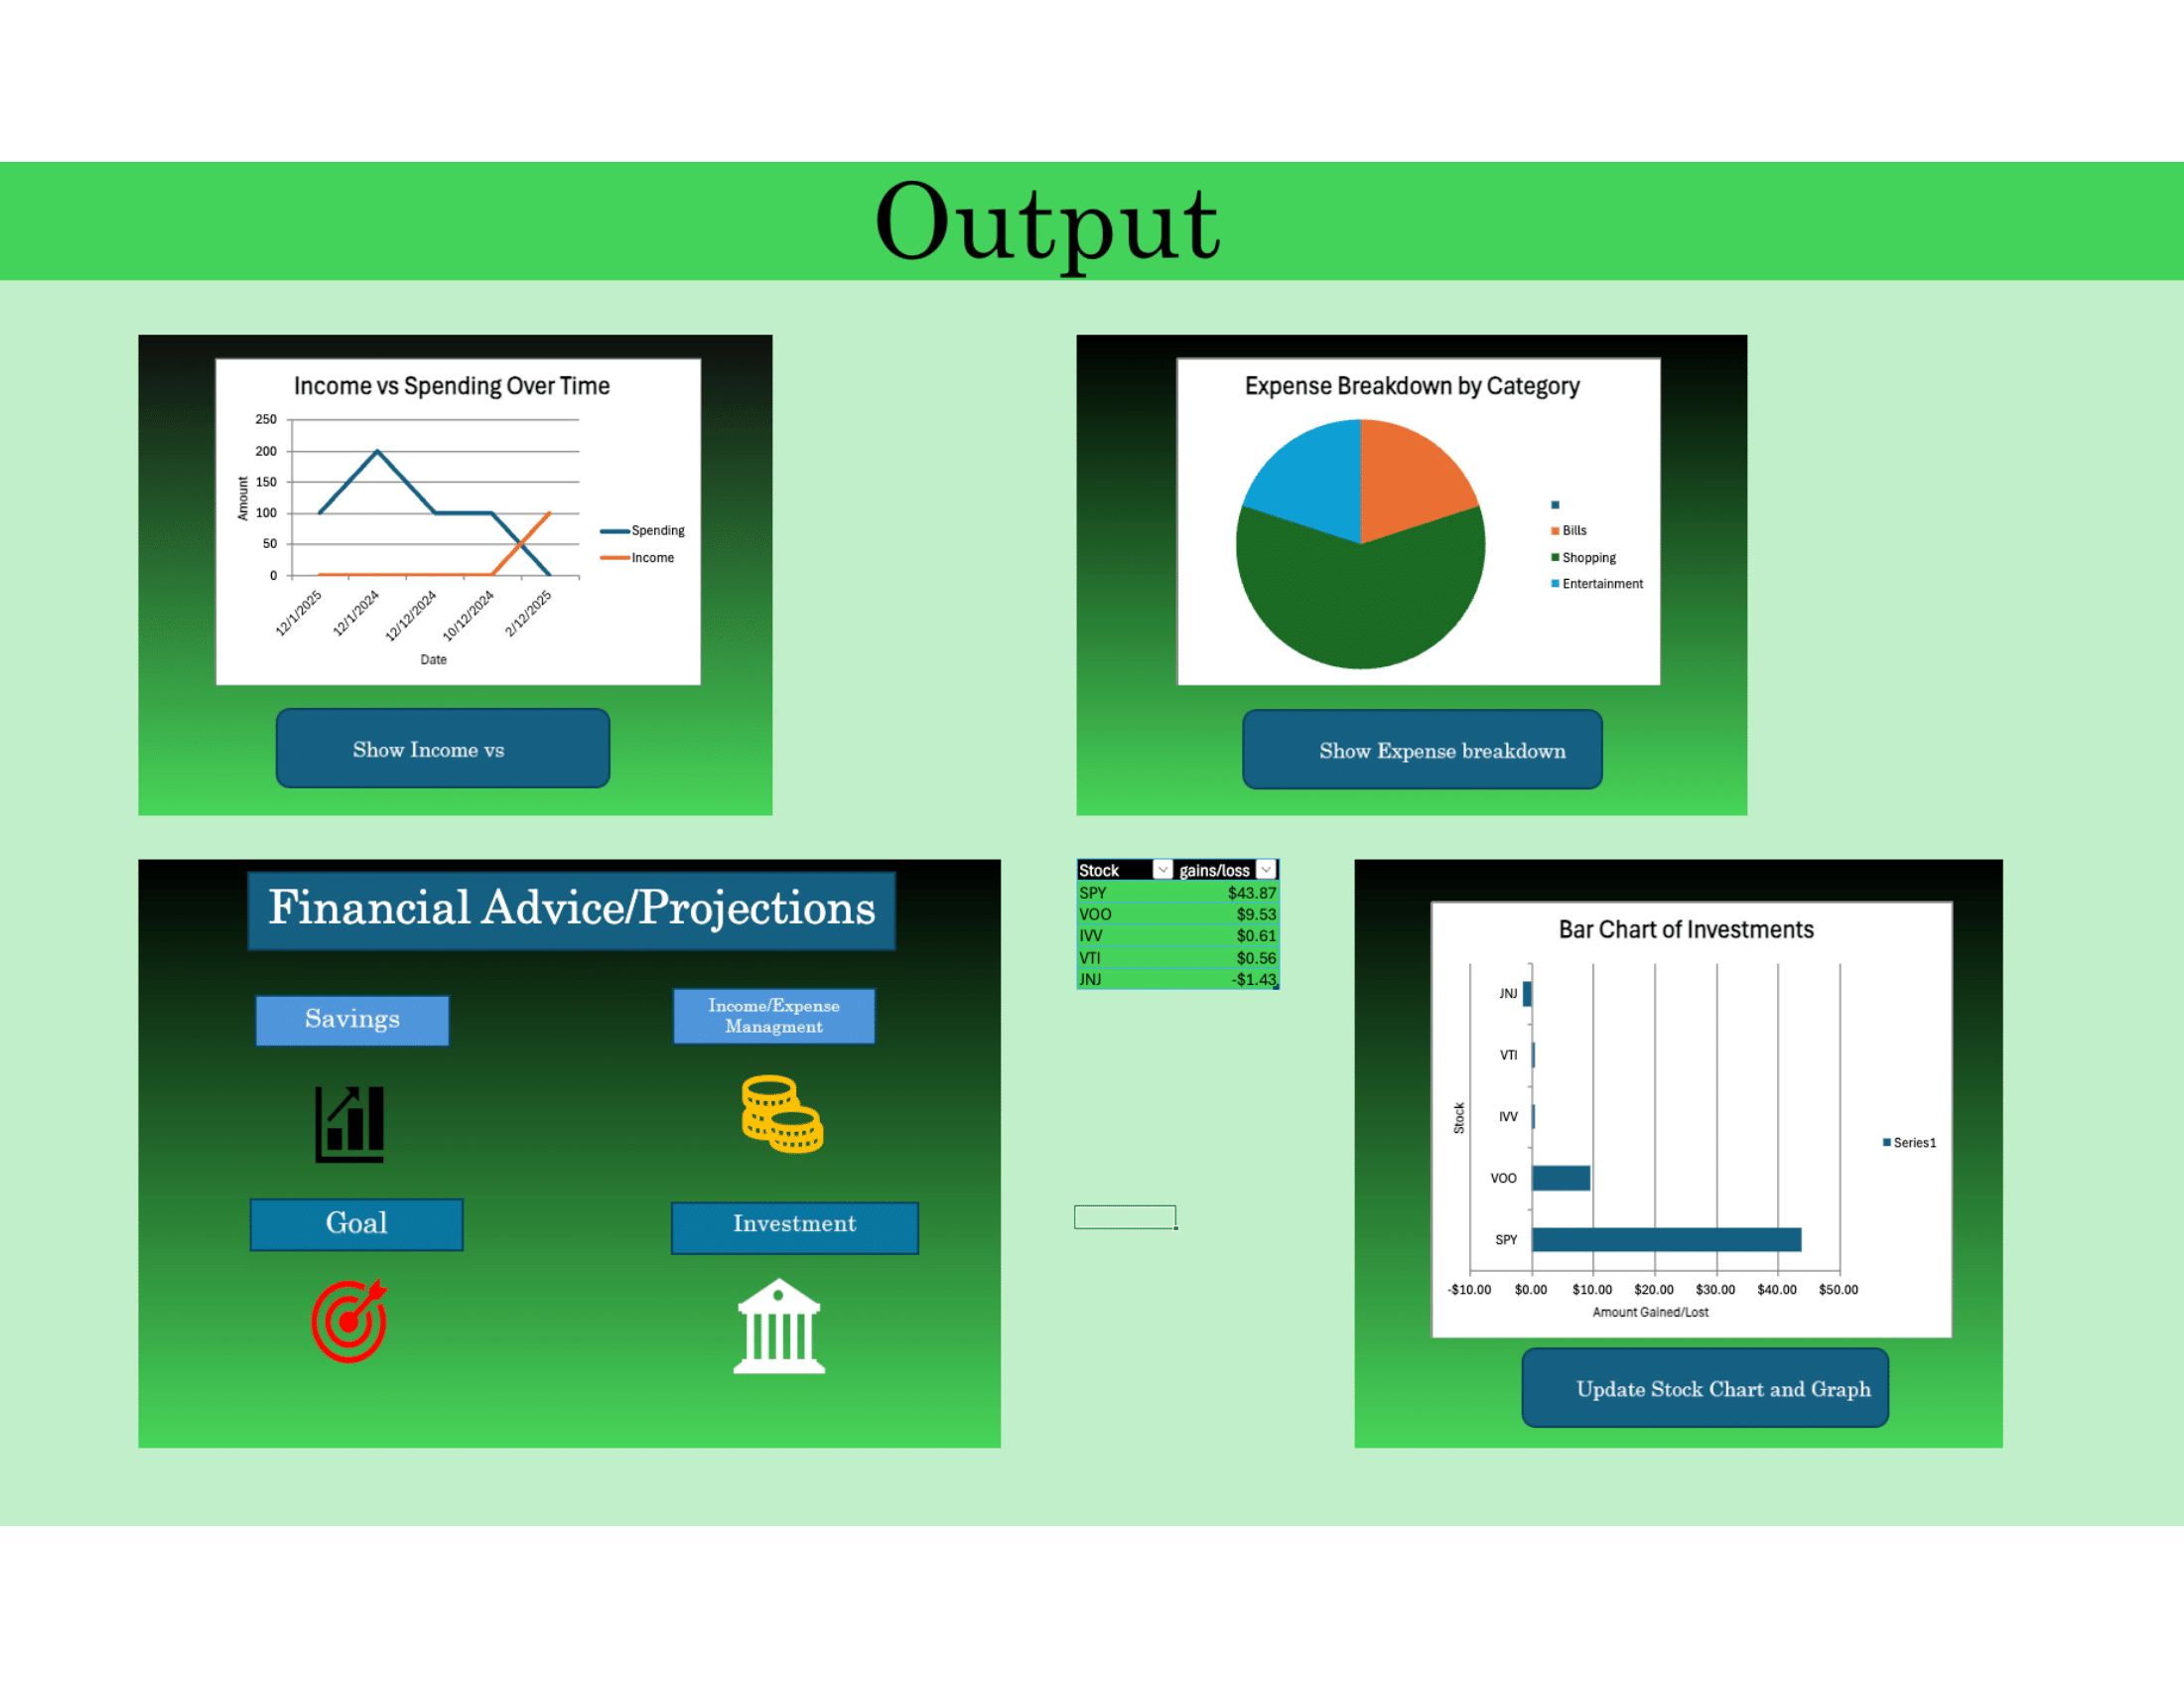 Output
Income vs Spending Over Time
250
200
150
100
50
0
Amount
12/1/2025
12/1/2024
12/12/2024
10/12/2024
2/12/2025
Date
Spending
Income
Show Income vs
Expense Breakdown by Category
Bills
Shopping
Entertainment
Show Expense breakdown
Financial Advice/Projections
Savings
Income/Expense
Managment
Goal
Investment
Stock gains/loss
SPY $43.87
VOO $9.53
IVV $0.61
VTI $0.56
JNJ -$1.43
Bar Chart of Investments
Stock
JNJ
VTI
IVV
VOO
SPY
-$10.00 $0.00 $10.00 $20.00 $30.00 $40.00 $50.00
Amount Gained/Lost
Series1
Update Stock Chart and Graph